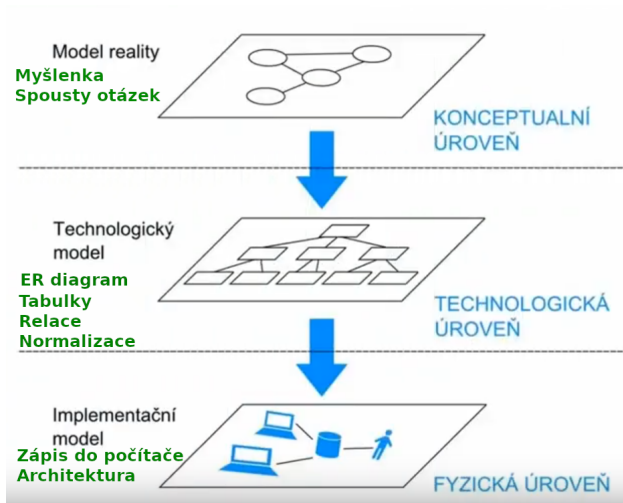 Model reality
Myšlenka
Spousty otázek
KONCEPTUALNÍ
ÚROVEŇ
Technologický
model
ER diagram
Tabulky
Relace
Normalizace
TECHNOLOGICKÁ
ÚROVEŇ
Implementační
model
Zápis do počítače
Architektura
FYZICKÁ ÚROVEŇ